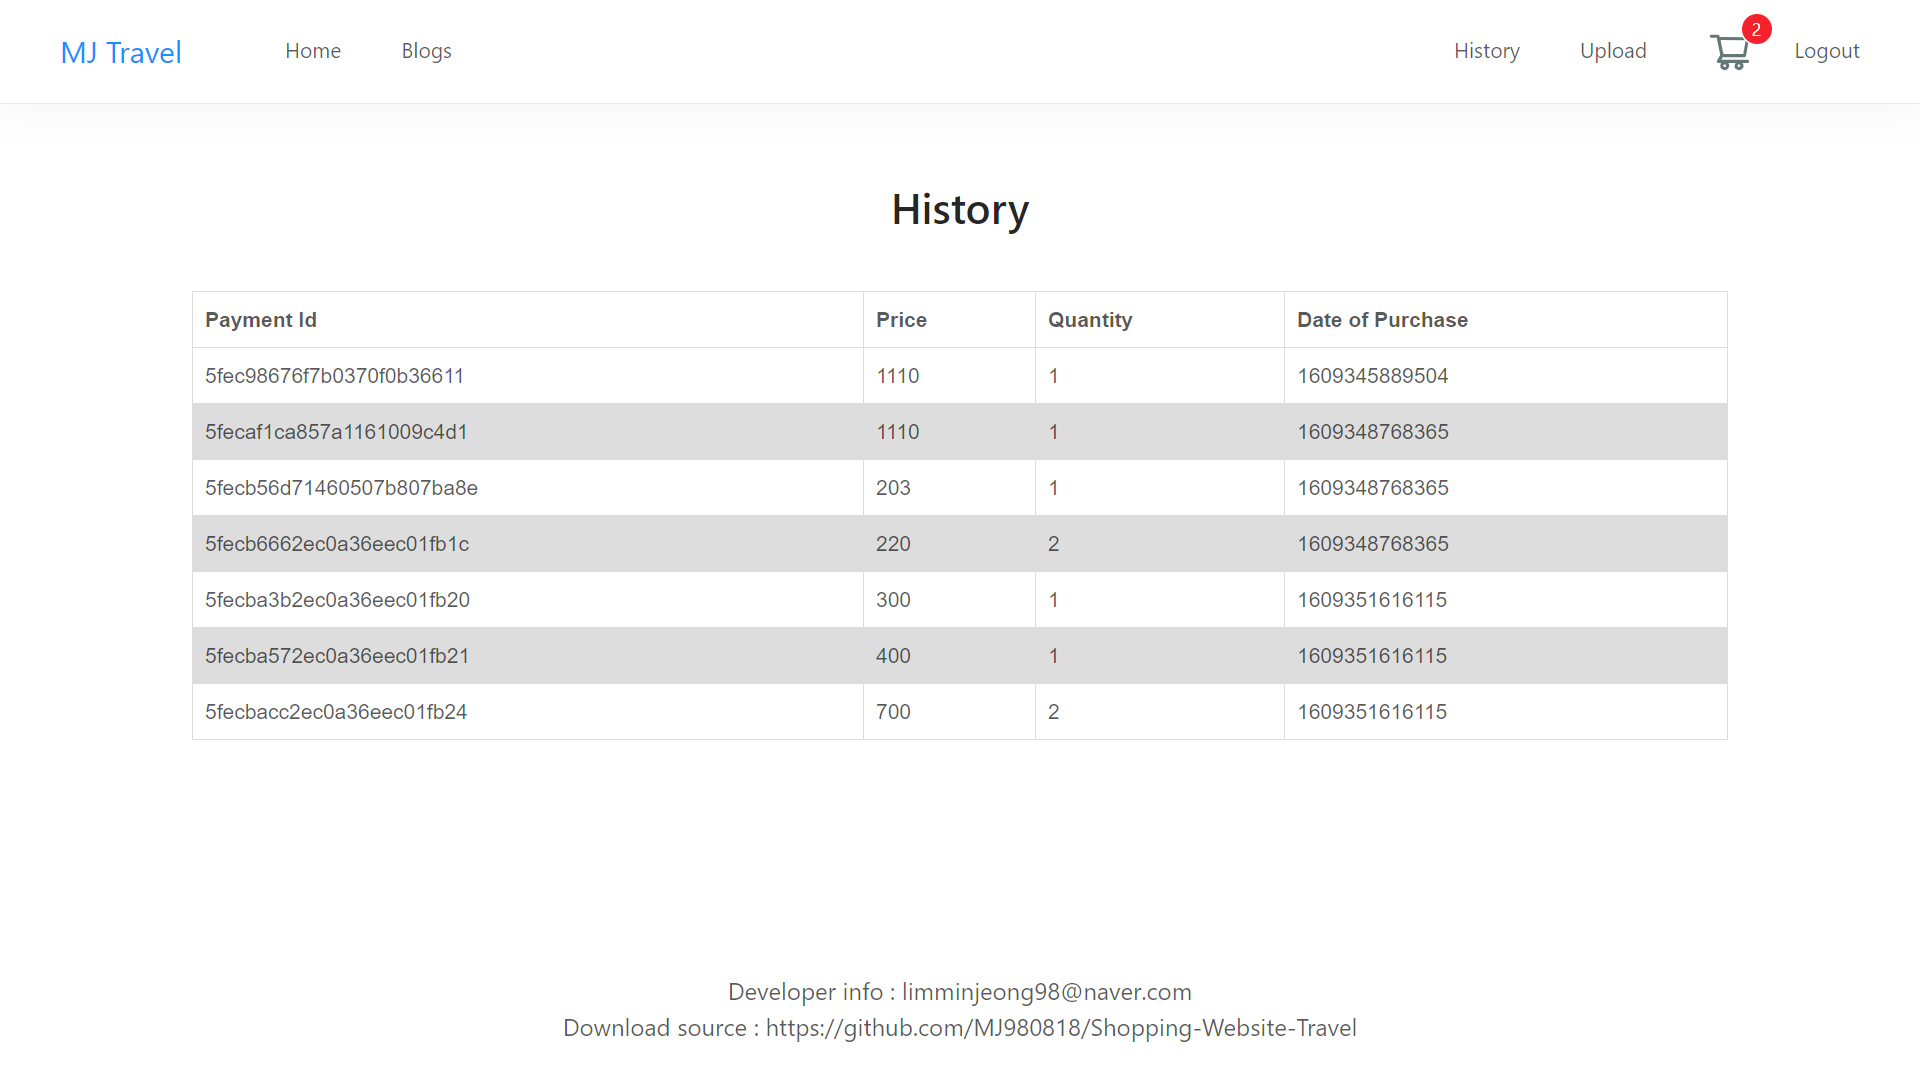 MJ Travel Home Blogs History Upload 2 Logout
History
Payment Id Price Quantity Date of Purchase
5fec98676f7b0370f0b36611 1110 1 1609345889504
5fecaf1ca857a1161009c4d1 1110 1 1609348768365
5fecb56d71460507b807ba8e 203 1 1609348768365
5fecb6662ec0a36eec01fb1c 220 2 1609348768365
5fecba3b2ec0a36eec01fb20 300 1 1609351616115
5fecba572ec0a36eec01fb21 400 1 1609351616115
5fecbacc2ec0a36eec01fb24 700 2 1609351616115
Developer info : limminjeong98@naver.com
Download source : https://github.com/MJ980818/Shopping-Website-Travel